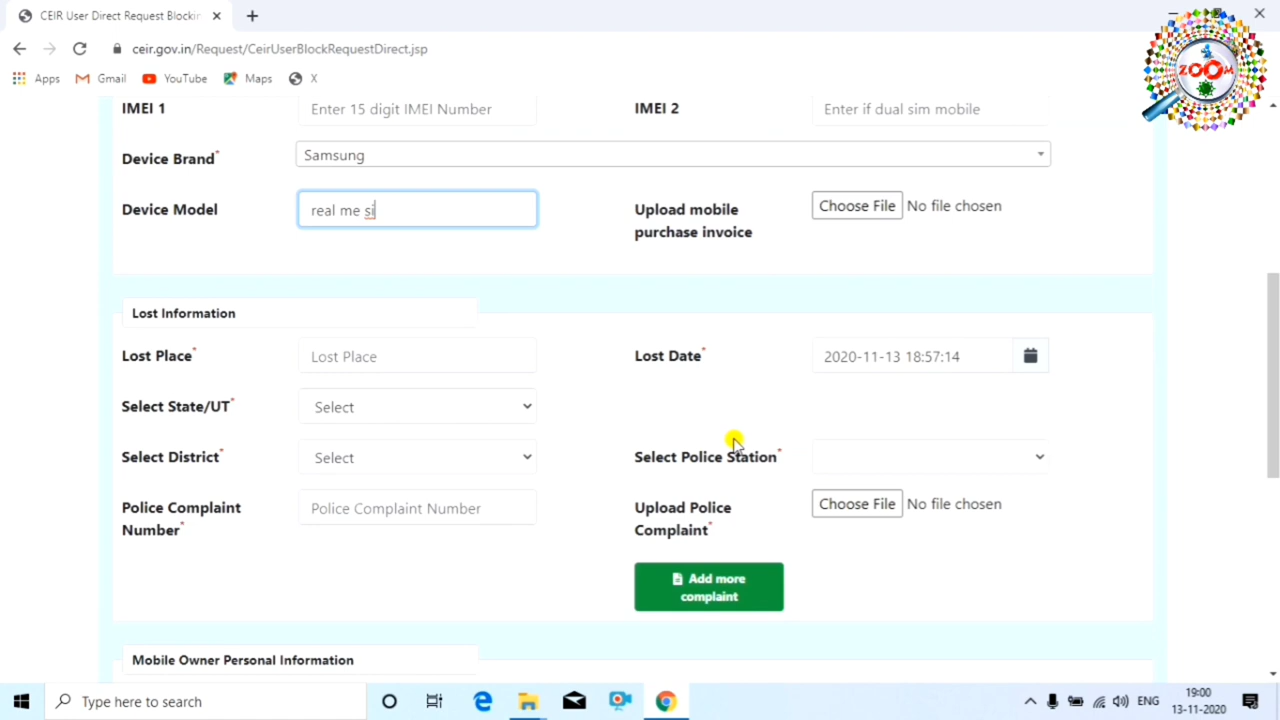 CEIR User Direct Request Blockin
ceir.gov.in/Request/CeirUserBlockRequestDirect.jsp
Apps Gmail YouTube Maps X
ZOOM
IMEI 1 Enter 15 digit IMEI Number IMEI 2 Enter if dual sim mobile
Device Brand* Samsung
Device Model real me si Upload mobile purchase invoice Choose File No file chosen
Lost Information
Lost Place* Lost Place Lost Date* 2020-11-13 18:57:14
Select State/UT* Select
Select District* Select Select Police Station*
Police Complaint Number* Police Complaint Number Upload Police Complaint* Choose File No file chosen
Add more complaint
Mobile Owner Personal Information
Type here to search ENG 19:00
13-11-2020